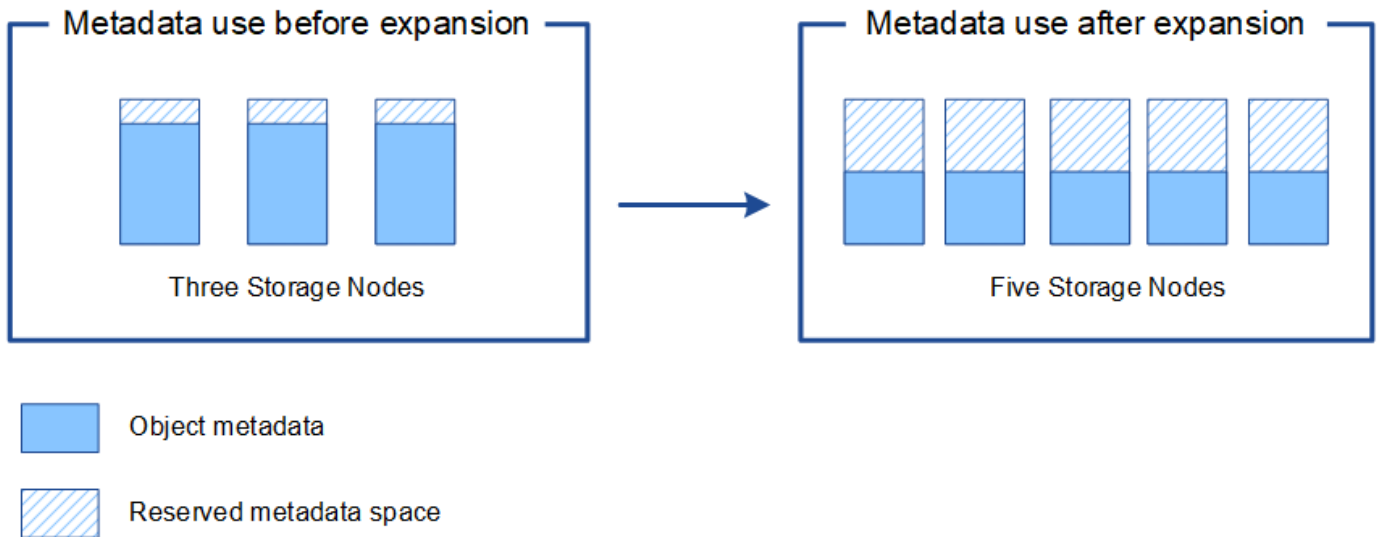 Metadata use before expansion
Metadata use after expansion
Three Storage Nodes
Five Storage Nodes
Object metadata
Reserved metadata space